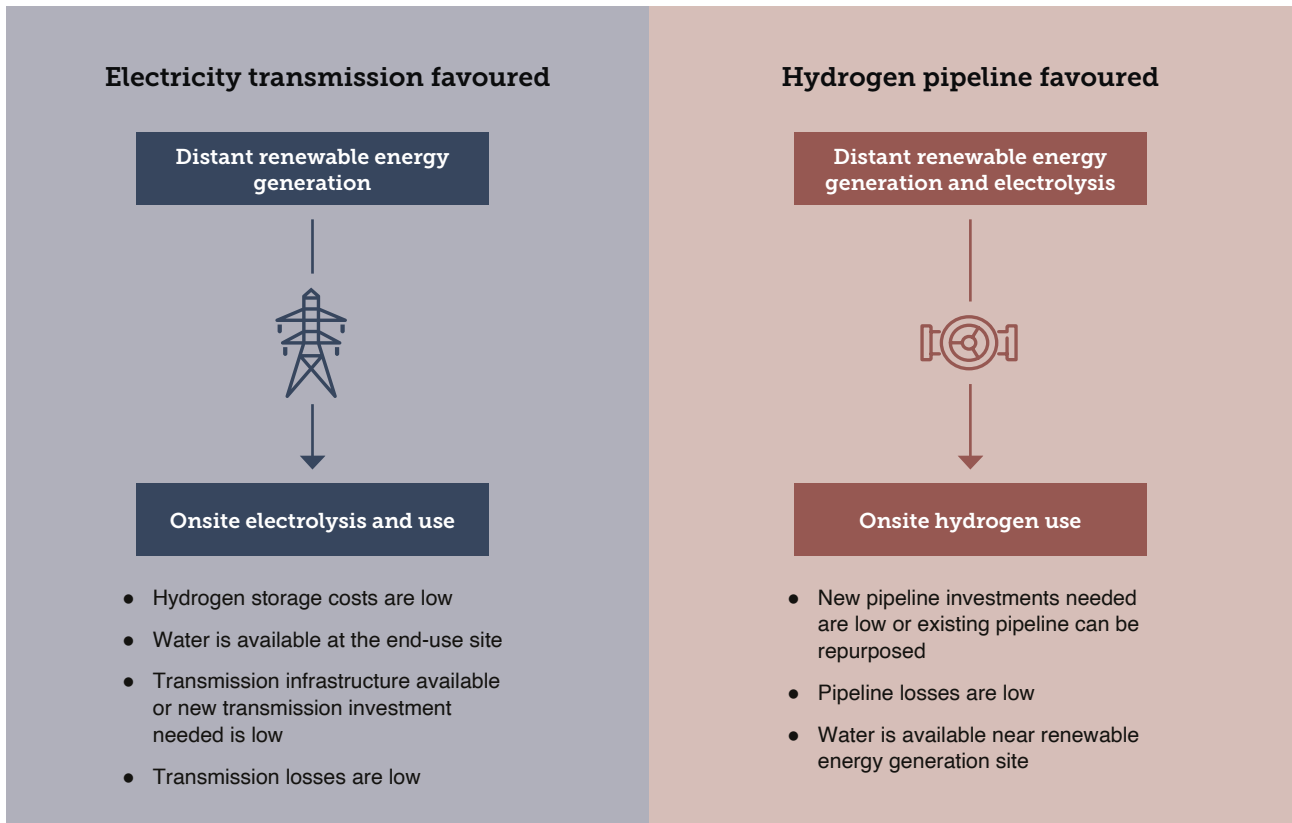 Electricity transmission favoured
Distant renewable energy
generation
Onsite electrolysis and use
● Hydrogen storage costs are low
● Water is available at the end-use site
● Transmission infrastructure available
or new transmission investment
needed is low
● Transmission losses are low
Hydrogen pipeline favoured
Distant renewable energy
generation and electrolysis
Onsite hydrogen use
● New pipeline investments needed
are low or existing pipeline can be
repurposed
● Pipeline losses are low
● Water is available near renewable
energy generation site